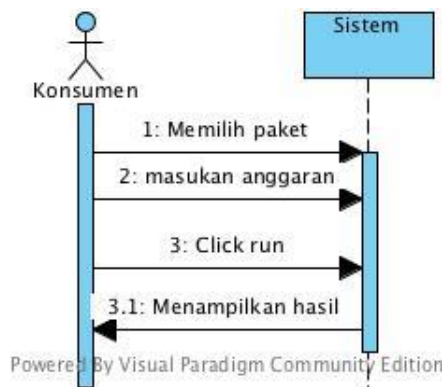 Sistem
Konsumen
1: Memilih paket
2: masukan anggaran
3: Click run
3.1: Menampilkan hasil
Powered By Visual Paradigm Community Edition